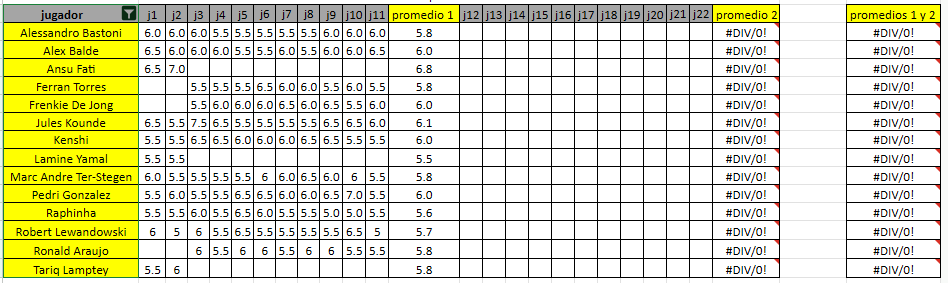 jugador j1 j2 j3 j4 j5 j6 j7 j8 j9 j10 j11 promedio 1 j12 j13 j14 j15 j16 j17 j18 j19 j20 j21 j22 promedio 2 promedios 1 y 2
Alessandro Bastoni 6.0 6.0 6.0 5.5 5.5 5.5 5.5 5.5 6.0 6.0 6.0 5.8 #DIV/0! #DIV/0!
Alex Balde 6.5 6.0 6.0 6.0 5.5 5.5 6.0 5.5 6.0 6.0 6.5 6.0 #DIV/0! #DIV/0!
Ansu Fati 6.5 7.0 6.8 #DIV/0! #DIV/0!
Ferran Torres 5.5 5.5 5.5 6.5 6.0 6.0 5.5 6.0 5.5 5.8 #DIV/0! #DIV/0!
Frenkie De Jong 5.5 6.0 6.0 6.0 6.5 6.0 6.5 5.5 6.0 6.0 #DIV/0! #DIV/0!
Jules Kounde 6.5 5.5 7.5 6.5 5.5 5.5 5.5 5.5 6.5 6.5 6.0 6.1 #DIV/0! #DIV/0!
Kenshi 5.5 5.5 6.5 6.5 6.0 6.0 6.0 6.5 6.5 5.5 5.5 6.0 #DIV/0! #DIV/0!
Lamine Yamal 5.5 5.5 5.5 #DIV/0! #DIV/0!
Marc Andre Ter-Stegen 6.0 5.5 5.5 5.5 5.5 6 6.0 6.5 6.0 6 5.5 5.8 #DIV/0! #DIV/0!
Pedri Gonzalez 5.5 6.0 5.5 5.5 6.5 6.5 6.0 6.0 6.5 7.0 5.5 6.0 #DIV/0! #DIV/0!
Raphinha 5.5 5.5 6.0 5.5 6.5 6.0 5.5 5.5 5.0 5.0 5.5 5.6 #DIV/0! #DIV/0!
Robert Lewandowski 6 5 6 5.5 6.5 5.5 5.5 5.5 5.5 6.5 5 5.7 #DIV/0! #DIV/0!
Ronald Araujo 6 5.5 6 6 5.5 6 6 5.5 5.5 5.8 #DIV/0! #DIV/0!
Tariq Lamptey 5.5 6 5.8 #DIV/0! #DIV/0!